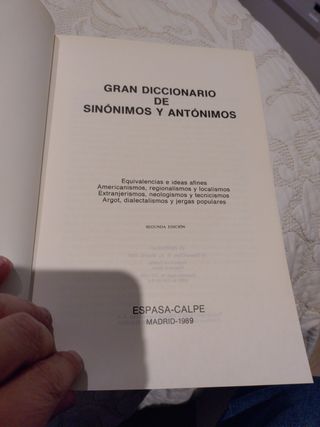 GRAN DICCIONARIO
DE
SINÓNIMOS Y ANTÓNIMOS
Equivalencias e ideas afines
Americanismos, regionalismos y localismos
Extranjerismos, neologismos y tecnicismos
Argot, dialectalismos y jergas populares
SEGUNDA EDICIÓN
ESPASA-CALPE
MADRID-1989